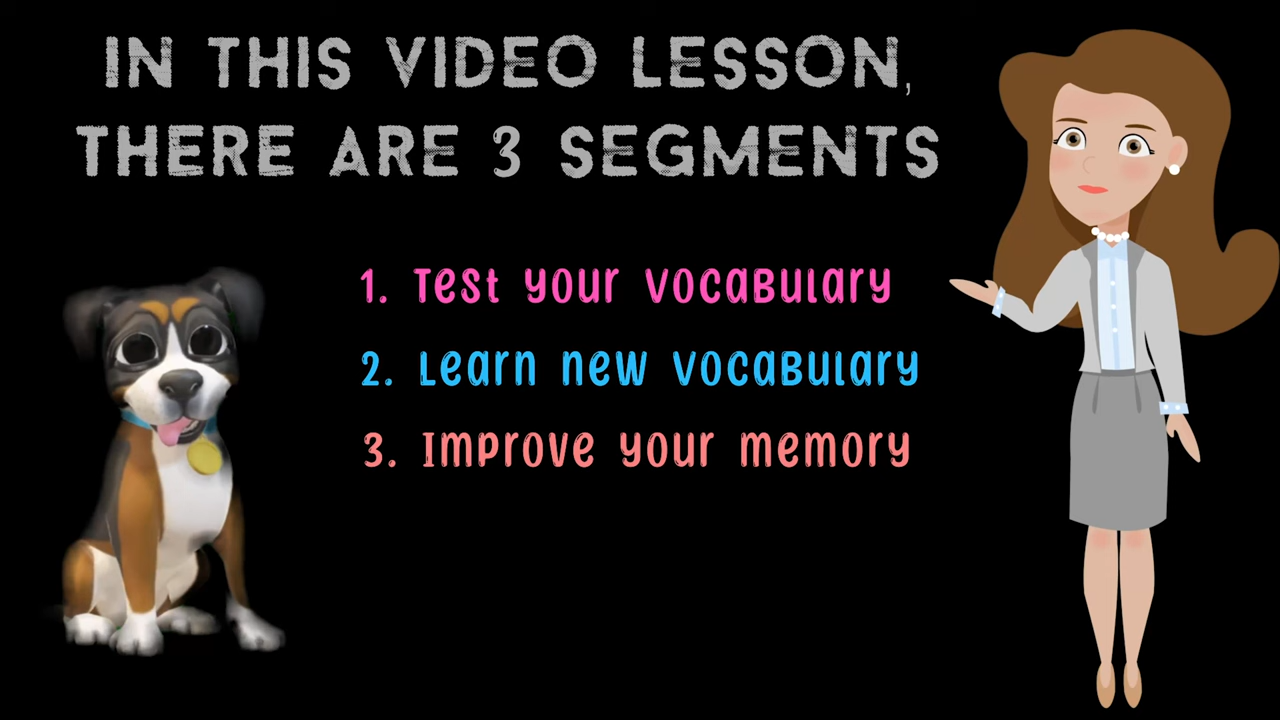 IN THIS VIDEO LESSON,
THERE ARE 3 SEGMENTS
1. Test your vocabulary
2. Learn new vocabulary
3. Improve your memory